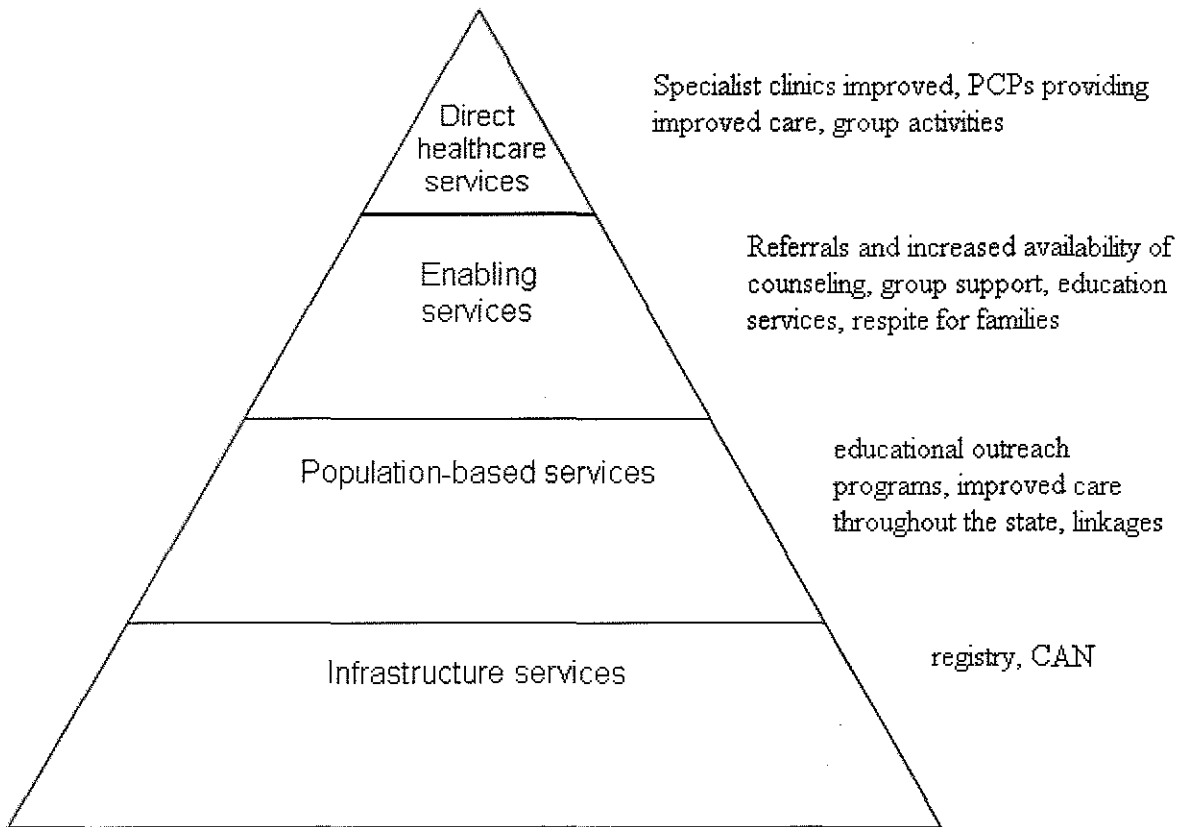 Direct
healthcare
services
Specialist clinics improved, PCPs providing
improved care, group activities
Enabling
services
Referrals and increased availability of
counseling, group support, education
services, respite for families
Population-based services
educational outreach
programs, improved care
throughout the state, linkages
Infrastructure services
registry, CAN